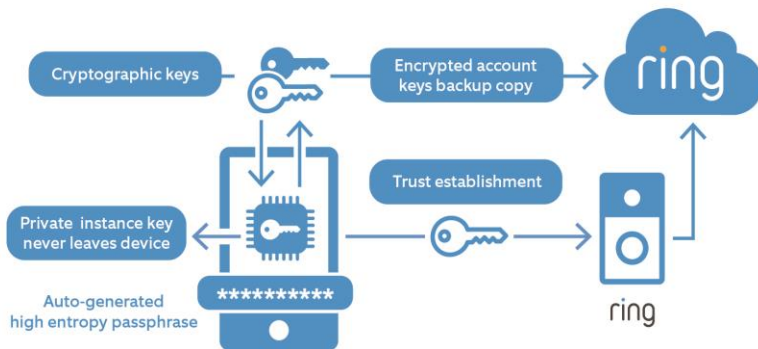 Cryptographic keys
Encrypted account
keys backup copy
ring
Trust establishment
Private instance key
never leaves device
**********
Auto-generated
high entropy passphrase
ring